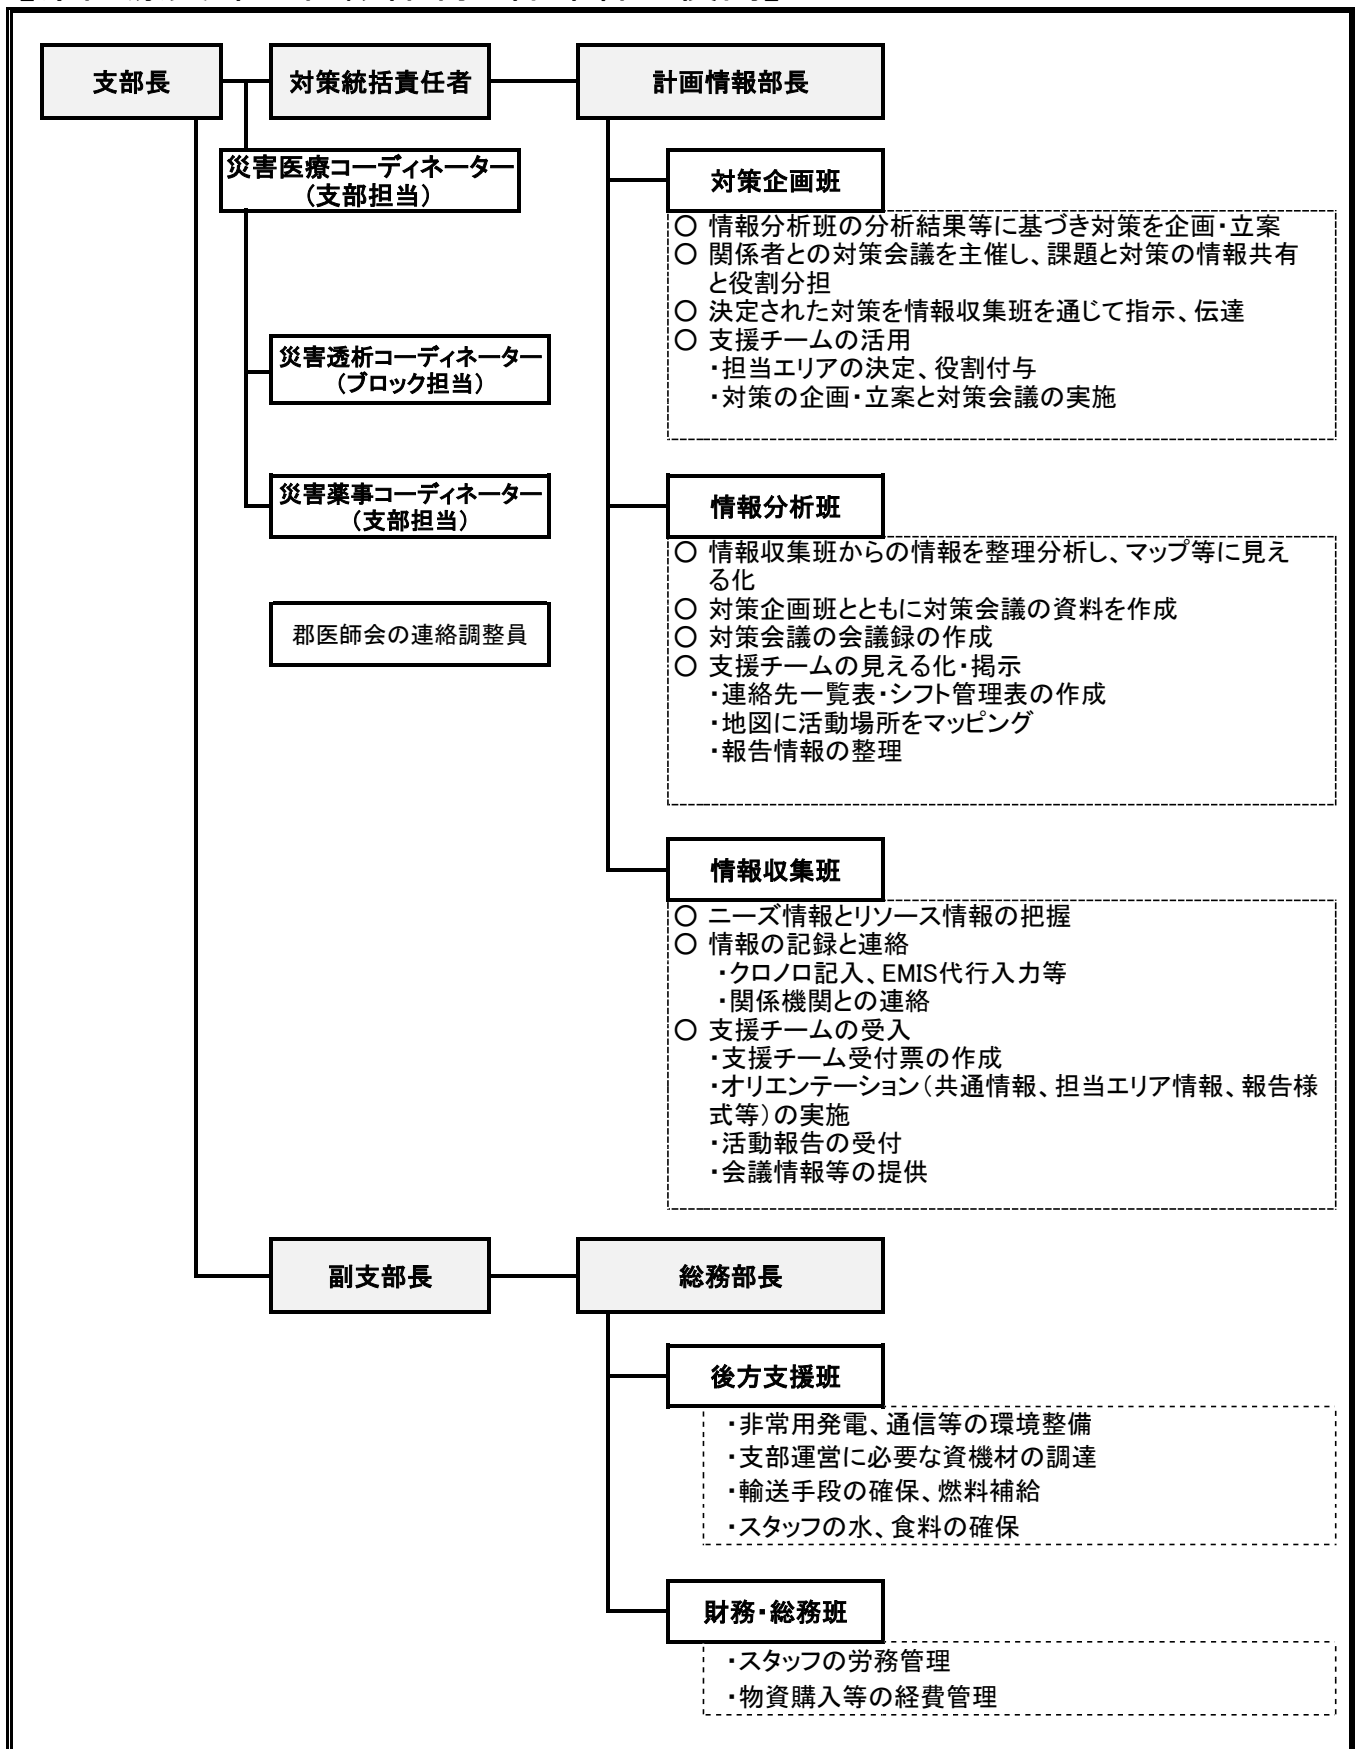 支部長
対策統括責任者
計画情報部長
災害医療コーディネーター
(支部担当)
災害透析コーディネーター
(ブロック担当)
災害薬事コーディネーター
(支部担当)
郡医師会の連絡調整員
対策企画班
○ 情報分析班の分析結果等に基づき対策を企画・立案
○ 関係者との対策会議を主催し、課題と対策の情報共有
と役割分担
○ 決定された対策を情報収集班を通じて指示、伝達
○ 支援チームの活用
・担当エリアの決定、役割付与
・対策の企画・立案と対策会議の実施
情報分析班
○ 情報収集班からの情報を整理分析し、マップ等に見え
る化
○ 対策企画班とともに対策会議の資料を作成
○ 対策会議の会議録の作成
○ 支援チームの見える化・掲示
・連絡先一覧表・シフト管理表の作成
・地図に活動場所をマッピング
・報告情報の整理
情報収集班
○ ニーズ情報とリソース情報の把握
○ 情報の記録と連絡
・クロノロ記入、EMIS代行入力等
・関係機関との連絡
○ 支援チームの受入
・支援チーム受付票の作成
・オリエンテーション(共通情報、担当エリア情報、報告様
式等)の実施
・活動報告の受付
・会議情報等の提供
副支部長
総務部長
後方支援班
・非常用発電、通信等の環境整備
・支部運営に必要な資機材の調達
・輸送手段の確保、燃料補給
・スタッフの水、食料の確保
財務・総務班
・スタッフの労務管理
・物資購入等の経費管理